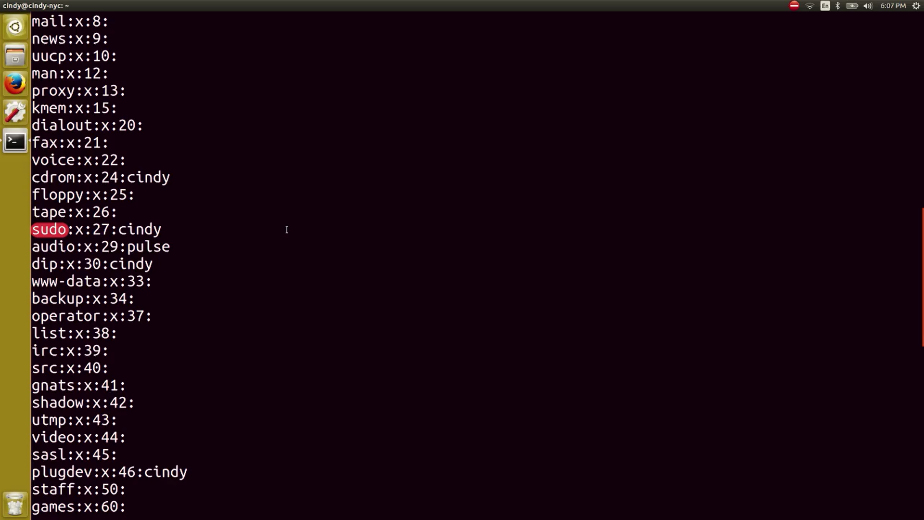 cindy@cindy-nyc: ~
En
6:07 PM
mail:x:8:
news:x:9:
uucp:x:10:
man:x:12:
proxy:x:13:
kmem:x:15:
dialout:x:20:
fax:x:21:
voice:x:22:
cdrom:x:24:cindy
floppy:x:25:
tape:x:26:
sudo:x:27:cindy
audio:x:29:pulse
dip:x:30:cindy
www-data:x:33:
backup:x:34:
operator:x:37:
list:x:38:
irc:x:39:
src:x:40:
gnats:x:41:
shadow:x:42:
utmp:x:43:
video:x:44:
sasl:x:45:
plugdev:x:46:cindy
staff:x:50:
games:x:60: